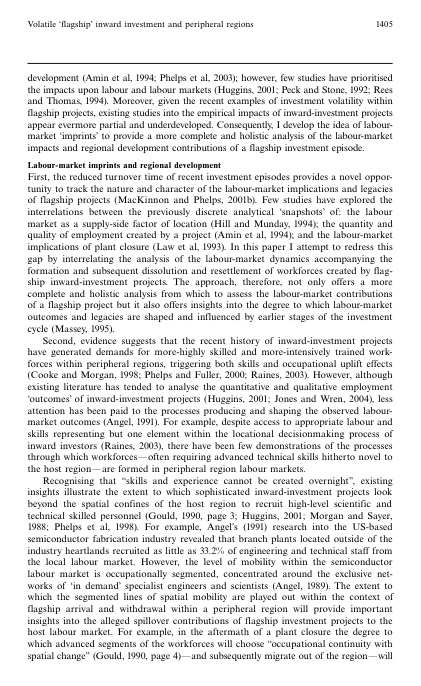 Volatile ‘flagship’ inward investment and peripheral regions 1405
development (Amin et al, 1994; Phelps et al, 2003); however, few studies have prioritised
the impacts upon labour and labour markets (Huggins, 2001; Peck and Stone, 1992; Rees
and Thomas, 1994). Moreover, given the recent examples of investment volatility within
flagship projects, existing studies into the empirical impacts of inward-investment projects
appear evermore partial and underdeveloped. Consequently, I develop the idea of labour-
market ‘imprints’ to provide a more complete and holistic analysis of the labour-market
impacts and regional development contributions of a flagship investment episode.
Labour-market imprints and regional development
First, the reduced turnover time of recent investment episodes provides a novel oppor-
tunity to track the nature and character of the labour-market implications and legacies
of flagship projects (MacKinnon and Phelps, 2001b). Few studies have explored the
interrelations between the previously discrete analytical ‘snapshots’ of: the labour
market as a supply-side factor of location (Hill and Munday, 1994); the quantity and
quality of employment created by a project (Amin et al, 1994); and the labour-market
implications of plant closure (Law et al, 1993). In this paper I attempt to redress this
gap by interrelating the analysis of the labour-market dynamics accompanying the
formation and subsequent dissolution and resettlement of workforces created by flag-
ship inward-investment projects. The approach, therefore, not only offers a more
complete and holistic analysis from which to assess the labour-market contributions
of a flagship project but it also offers insights into the degree to which labour-market
outcomes and legacies are shaped and influenced by earlier stages of the investment
cycle (Massey, 1995).
Second, evidence suggests that the recent history of inward-investment projects
have generated demands for more-highly skilled and more-intensively trained work-
forces within peripheral regions, triggering both skills and occupational uplift effects
(Cooke and Morgan, 1998; Phelps and Fuller, 2000; Raines, 2003). However, although
existing literature has tended to analyse the quantitative and qualitative employment
‘outcomes’ of inward-investment projects (Huggins, 2001; Jones and Wren, 2004), less
attention has been paid to the processes producing and shaping the observed labour-
market outcomes (Angel, 1991). For example, despite access to appropriate labour and
skills representing but one element within the locational decisionmaking process of
inward investors (Raines, 2003), there have been few demonstrations of the processes
through which workforces—often requiring advanced technical skills hitherto novel to
the host region—are formed in peripheral region labour markets.
Recognising that “skills and experience cannot be created overnight”, existing
insights illustrate the extent to which sophisticated inward-investment projects look
beyond the spatial confines of the host region to recruit high-level scientific and
technical skilled personnel (Gould, 1990, page 3; Huggins, 2001; Morgan and Sayer,
1988; Phelps et al, 1998). For example, Angel's (1991) research into the US-based
semiconductor fabrication industry revealed that branch plants located outside of the
industry heartlands recruited as little as 33.2% of engineering and technical staff from
the local labour market. However, the level of mobility within the semiconductor
labour market is occupationally segmented, concentrated around the exclusive net-
works of ‘in demand’ specialist engineers and scientists (Angel, 1989). The extent to
which the segmented lines of spatial mobility are played out within the context of
flagship arrival and withdrawal within a peripheral region will provide important
insights into the alleged spillover contributions of flagship investment projects to the
host labour market. For example, in the aftermath of a plant closure the degree to
which advanced segments of the workforces will choose “occupational continuity with
spatial change” (Gould, 1990, page 4)—and subsequently migrate out of the region—will